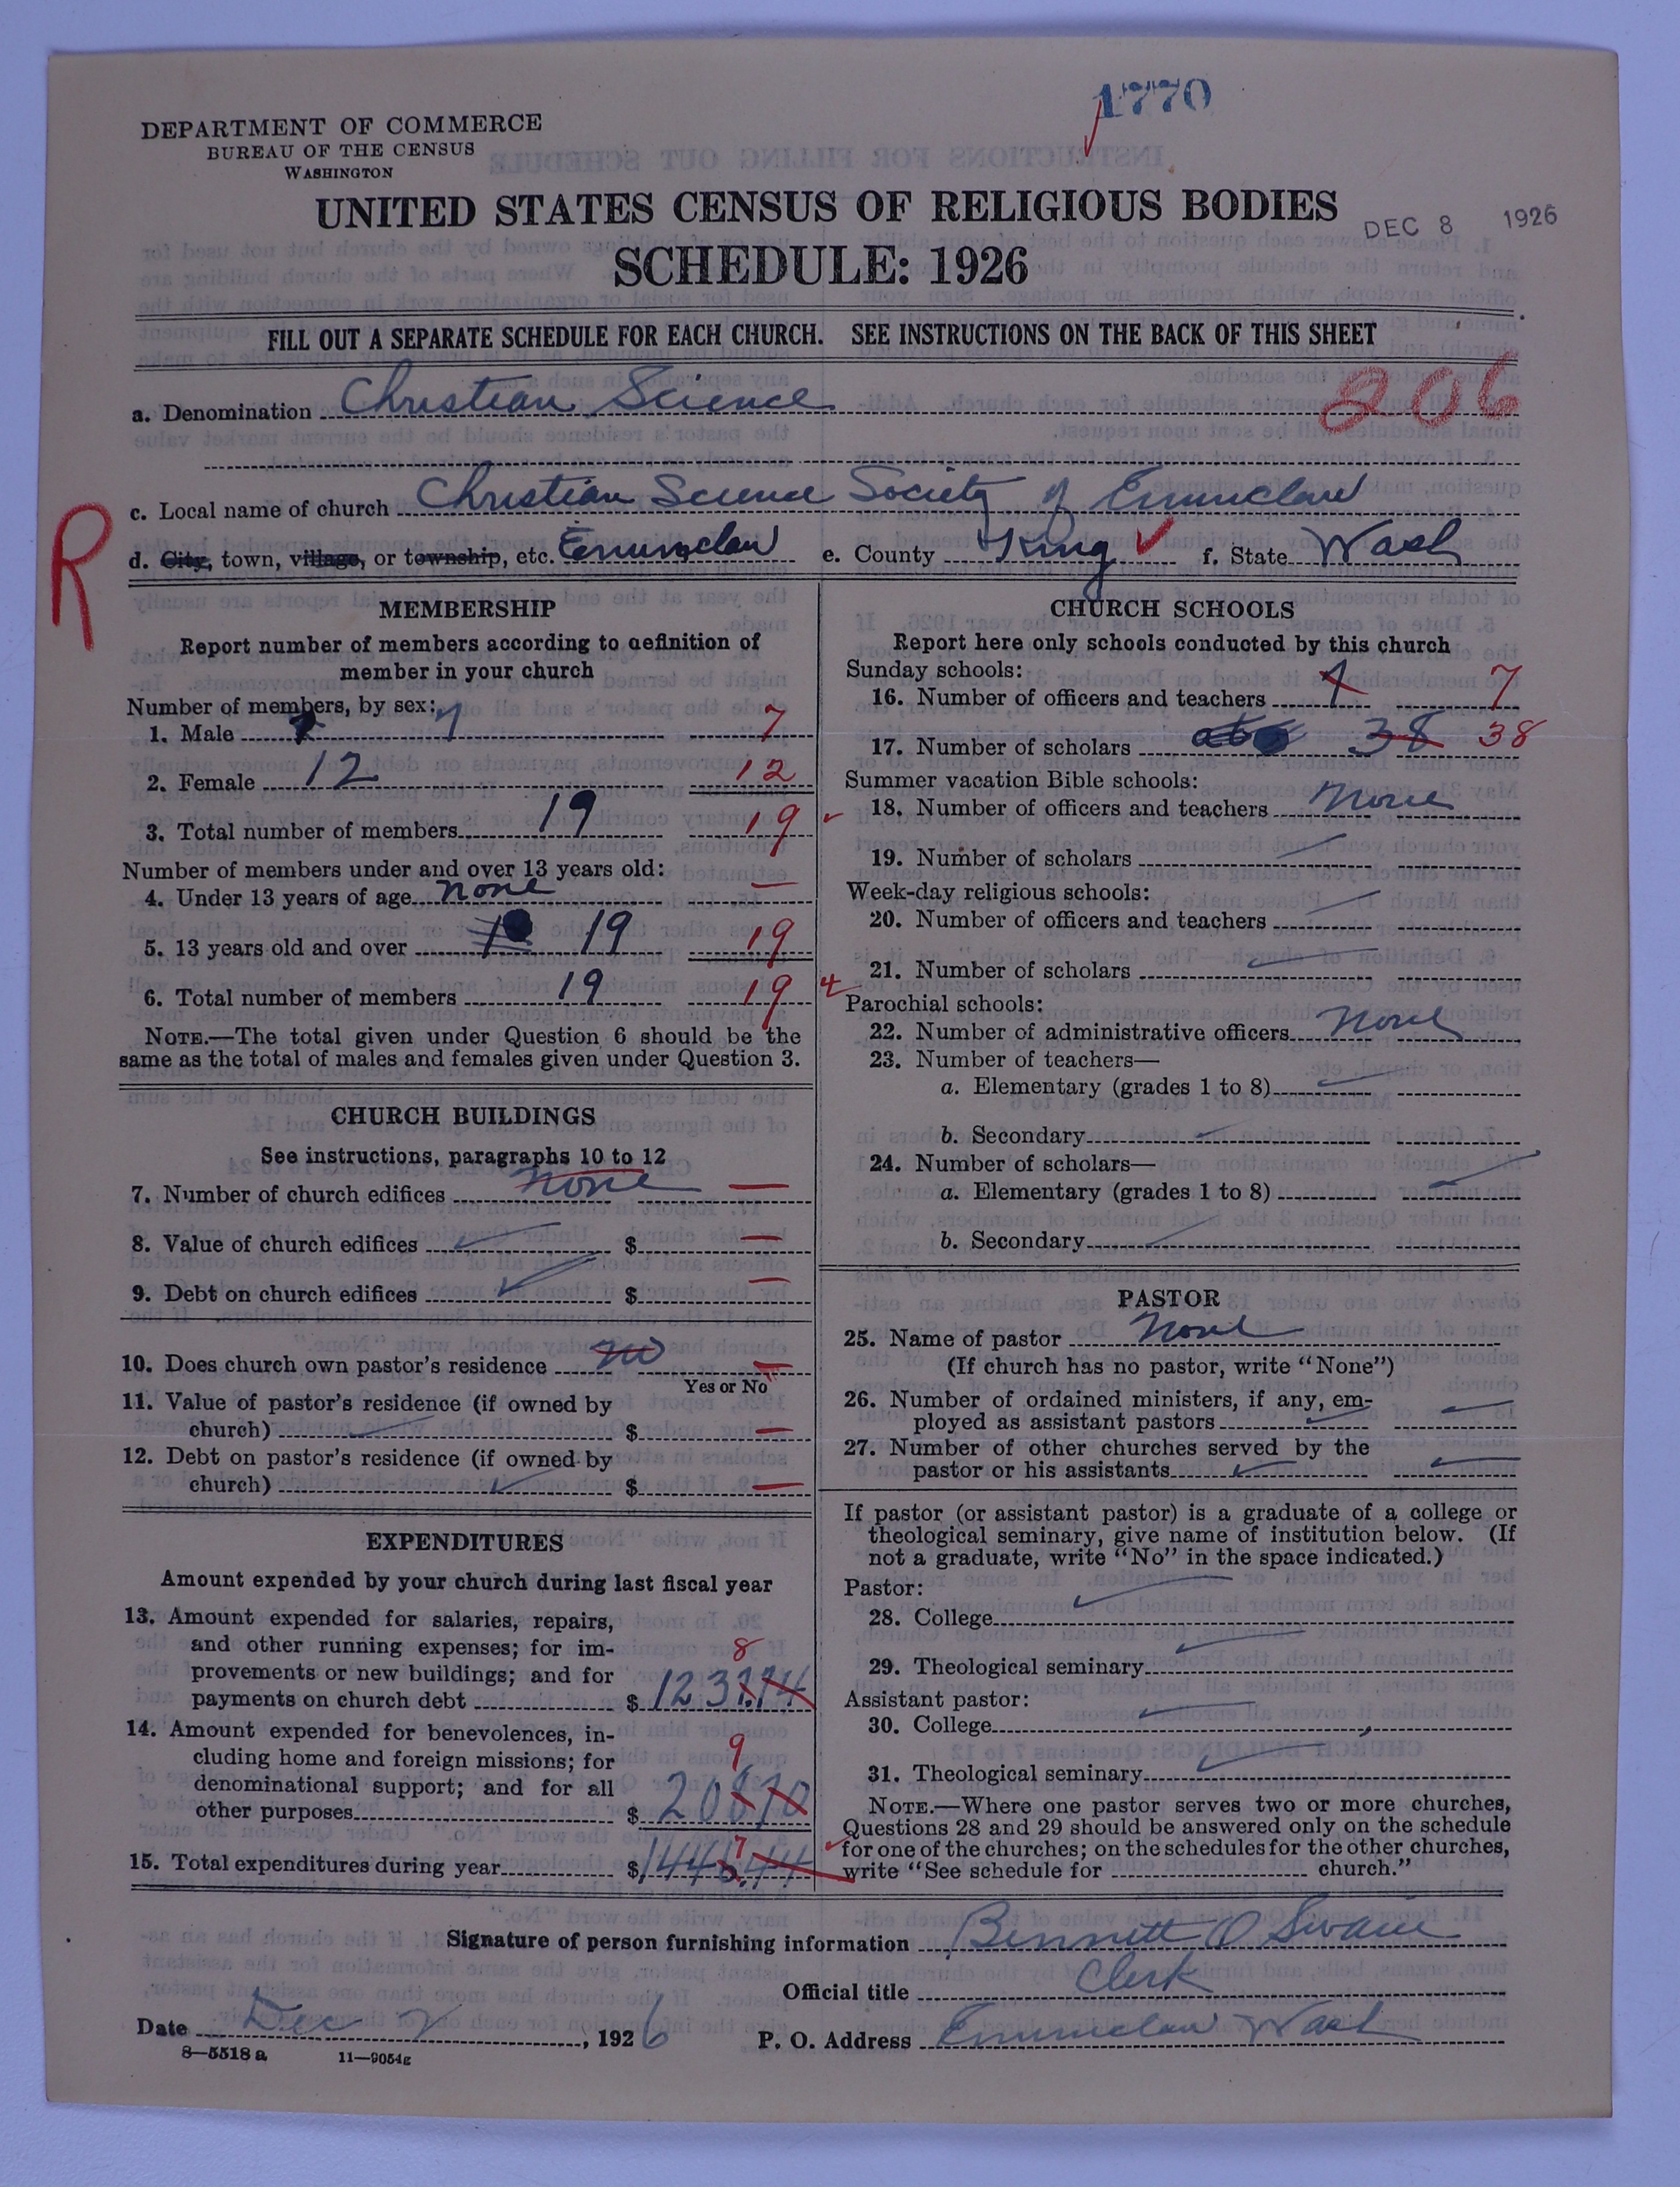 1770
DEPARTMENT OF COMMERCE
BUREAU OF THE CENSUS
WASHINGTON
UNITED STATES CENSUS OF RELIGIOUS BODIES
DEC 8 1926
SCHEDULE: 1926
FILL OUT A SEPARATE SCHEDULE FOR EACH CHURCH. SEE INSTRUCTIONS ON THE BACK OF THIS SHEET
a. Denomination Christian Science 206
c. Local name of church Christian Science Society of Enumclaw
R
d. City, town, village, or township, etc. Enumclaw e. County King f. State Wash
MEMBERSHIP
Report number of members according to definition of
member in your church
Number of members, by sex:
1. Male 7 7
2. Female 12 12
3. Total number of members 19 19
Number of members under and over 13 years old:
4. Under 13 years of age none —
5. 13 years old and over 19 19
6. Total number of members 19 19
NOTE.—The total given under Question 6 should be the
same as the total of males and females given under Question 3.
CHURCH BUILDINGS
See instructions, paragraphs 10 to 12
7. Number of church edifices none —
8. Value of church edifices $ —
9. Debt on church edifices $ —
10. Does church own pastor's residence no —
Yes or No
11. Value of pastor's residence (if owned by
church) $ —
12. Debt on pastor's residence (if owned by
church) $ —
EXPENDITURES
Amount expended by your church during last fiscal year
13. Amount expended for salaries, repairs,
and other running expenses; for im-
8
provements or new buildings; and for
payments on church debt $ 1237.74
14. Amount expended for benevolences, in-
9
cluding home and foreign missions; for
denominational support; and for all
other purposes $ 208 70
7
15. Total expenditures during year $ 1446.44
CHURCH SCHOOLS
Report here only schools conducted by this church
Sunday schools:
16. Number of officers and teachers 7 7
17. Number of scholars 38 38
Summer vacation Bible schools:
18. Number of officers and teachers None
19. Number of scholars
Week-day religious schools:
20. Number of officers and teachers
21. Number of scholars
Parochial schools:
22. Number of administrative officers None
23. Number of teachers—
a. Elementary (grades 1 to 8)
b. Secondary
24. Number of scholars—
a. Elementary (grades 1 to 8)
b. Secondary
PASTOR
25. Name of pastor None
(If church has no pastor, write "None")
26. Number of ordained ministers, if any, em-
ployed as assistant pastors
27. Number of other churches served by the
pastor or his assistants
If pastor (or assistant pastor) is a graduate of a college or
theological seminary, give name of institution below. (If
not a graduate, write "No" in the space indicated.)
Pastor:
28. College
29. Theological seminary
Assistant pastor:
30. College
31. Theological seminary
NOTE.—Where one pastor serves two or more churches,
Questions 28 and 29 should be answered only on the schedule
for one of the churches; on the schedules for the other churches,
write "See schedule for church."
Signature of person furnishing information Bennett O Swain
Official title Clerk
Date Dec 2, 1926 P. O. Address Enumclaw Wash
8—5518 a 11—9054g